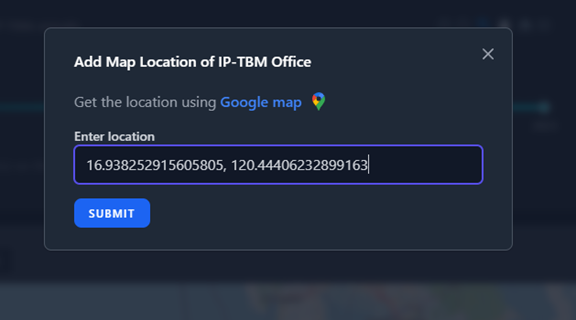 Add Map Location of IP-TBM Office
Get the location using Google map
Enter location
16.938252915605805, 120.44406232899163
SUBMIT